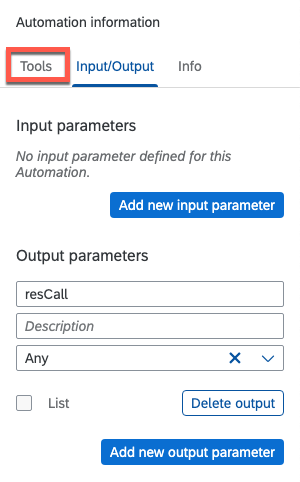 Automation information
Tools Input/Output Info
Input parameters
No input parameter defined for this
Automation.
Add new input parameter
Output parameters
resCall
Description
Any
List Delete output
Add new output parameter